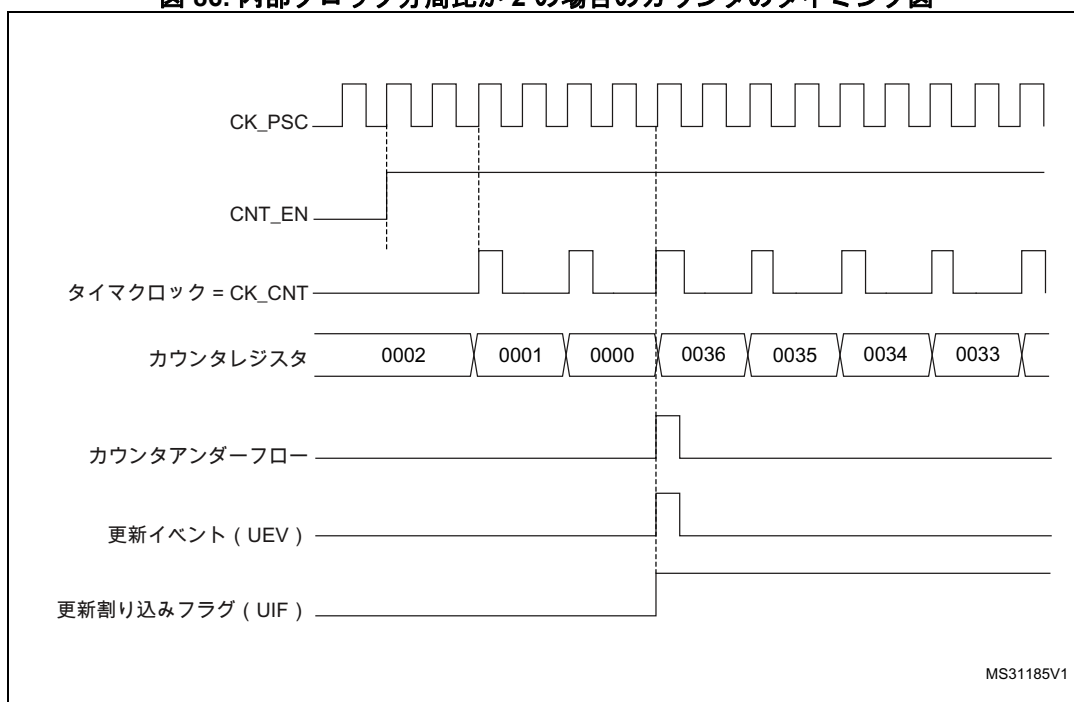 図 86. 内部クロック分周比が 2 の場合のカウンタのタイミング図
CK_PSC
CNT_EN
タイマクロック = CK_CNT
カウンタレジスタ
0002
0001
0000
0036
0035
0034
0033
カウンタアンダーフロー
更新イベント ( UEV )
更新割り込みフラグ ( UIF )
MS31185V1